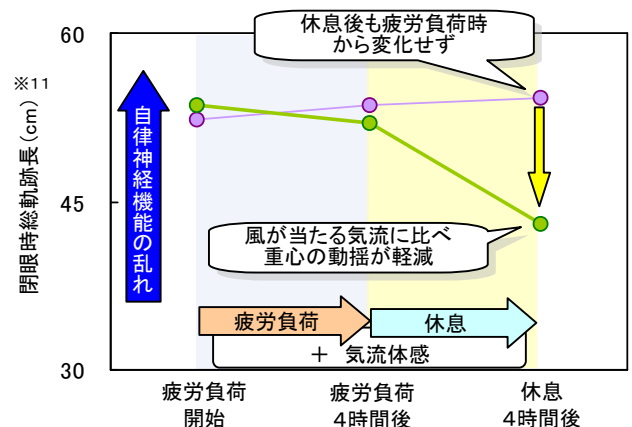 60
休息後も疲労負荷時
から変化せず
閉眼時総軌跡長(cm)※11
自律神経機能の乱れ
45
風が当たる気流に比べ
重心の動揺が軽減
疲労負荷
休息
＋ 気流体感
30
疲労負荷
開始
疲労負荷
4時間後
休息
4時間後